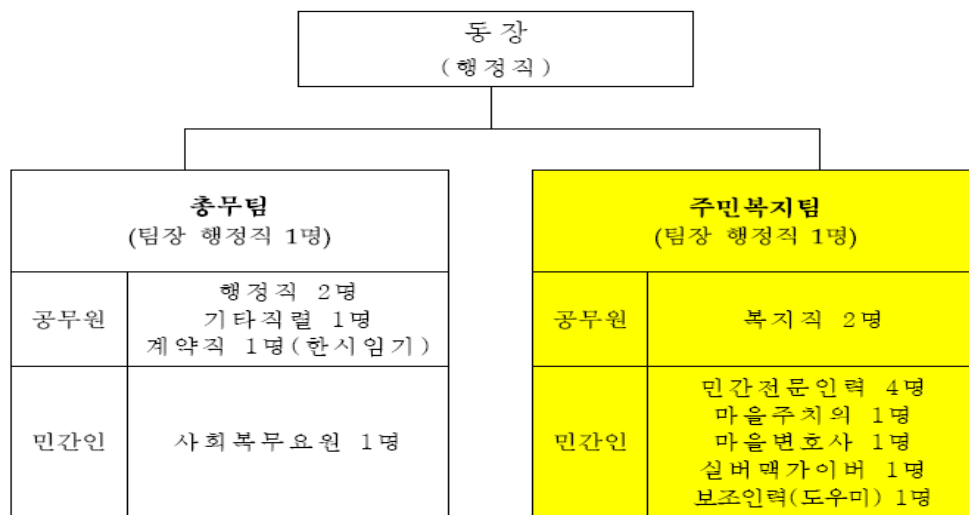 동 장
(행정직)
총무팀
(팀장 행정직 1명)
공무원
행정직 2명
기타직렬 1명
계약직 1명(한시임기)
민간인
사회복무요원 1명
주민복지팀
(팀장 행정직 1명)
공무원
복지직 2명
민간인
민간전문인력 4명
마을주치의 1명
마을변호사 1명
실버맥가이버 1명
보조인력(도우미) 1명